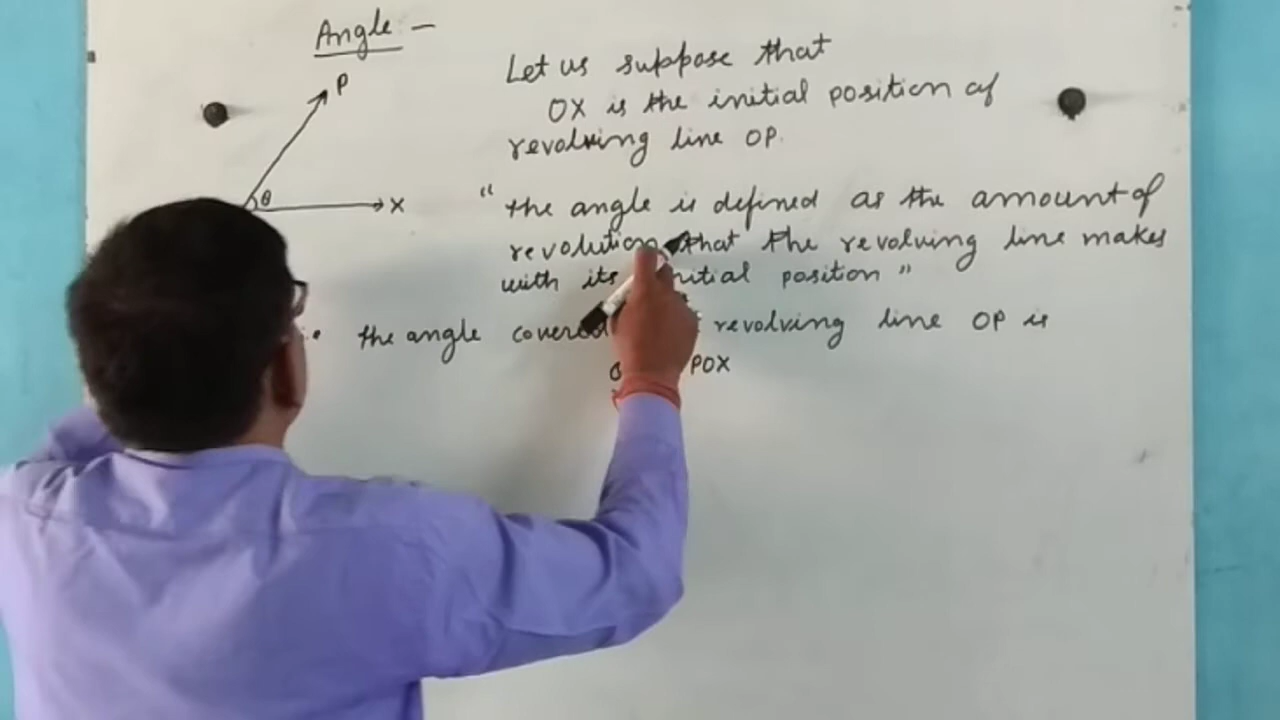 Angle :-
P
θ
X
Let us suppose that
OX is the initial position of
revolving line OP.
"the angle is defined as the amount of
revolution that the revolving line makes
with its position"
the angle covered revolving line OP is
POX